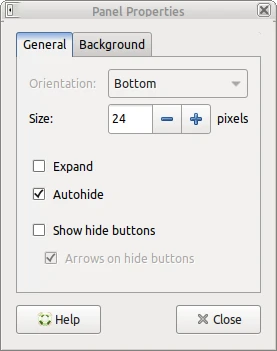 Panel Properties
General Background
Orientation: Bottom
Size: 24 pixels
Expand
Autohide
Show hide buttons
Arrows on hide buttons
Help Close